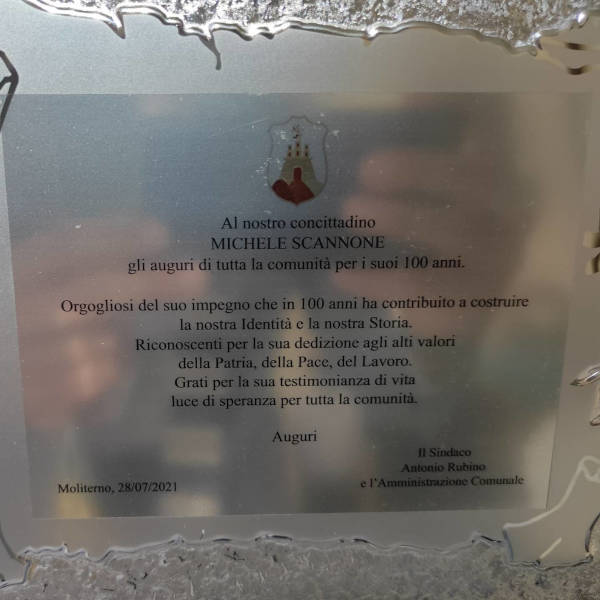 Al nostro concittadino
MICHELE SCANNONE
gli auguri di tutta la comunità per i suoi 100 anni.
Orgogliosi del suo impegno che in 100 anni ha contribuito a costruire
la nostra Identità e la nostra Storia.
Riconoscenti per la sua dedizione agli alti valori
della Patria, della Pace, del Lavoro.
Grati per la sua testimonianza di vita
luce di speranza per tutta la comunità.
Auguri
Il Sindaco
Antonio Rubino
e l'Amministrazione Comunale
Moliterno, 28/07/2021